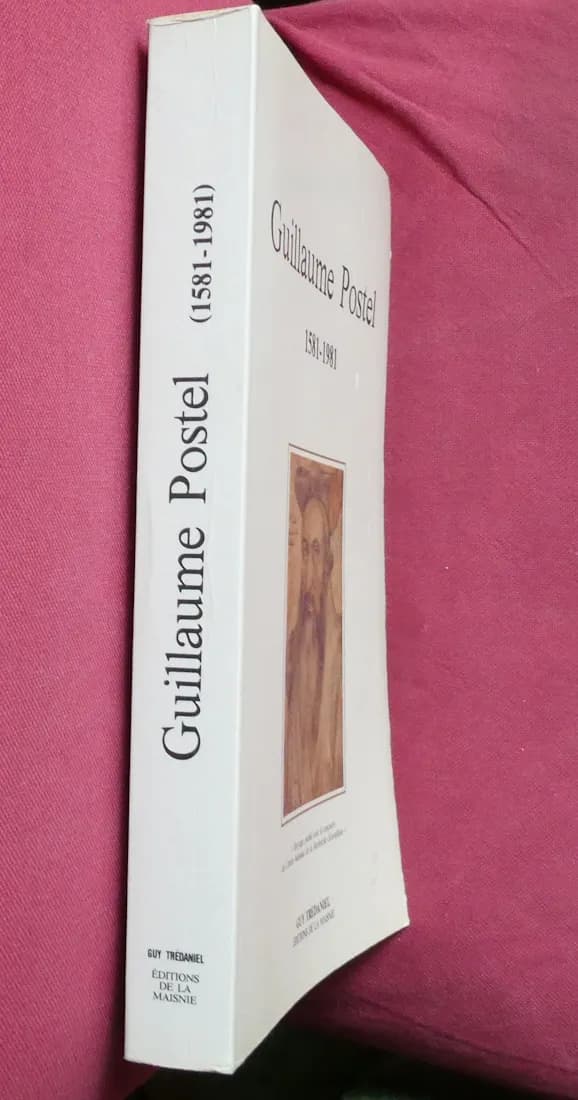 Guillaume Postel (1581-1981)
GUY TRÉDANIEL
ÉDITIONS
DE LA
MAISNIE
Guillaume Postel
1581-1981
GUY TRÉDANIEL
ÉDITIONS DE LA MAISNIE